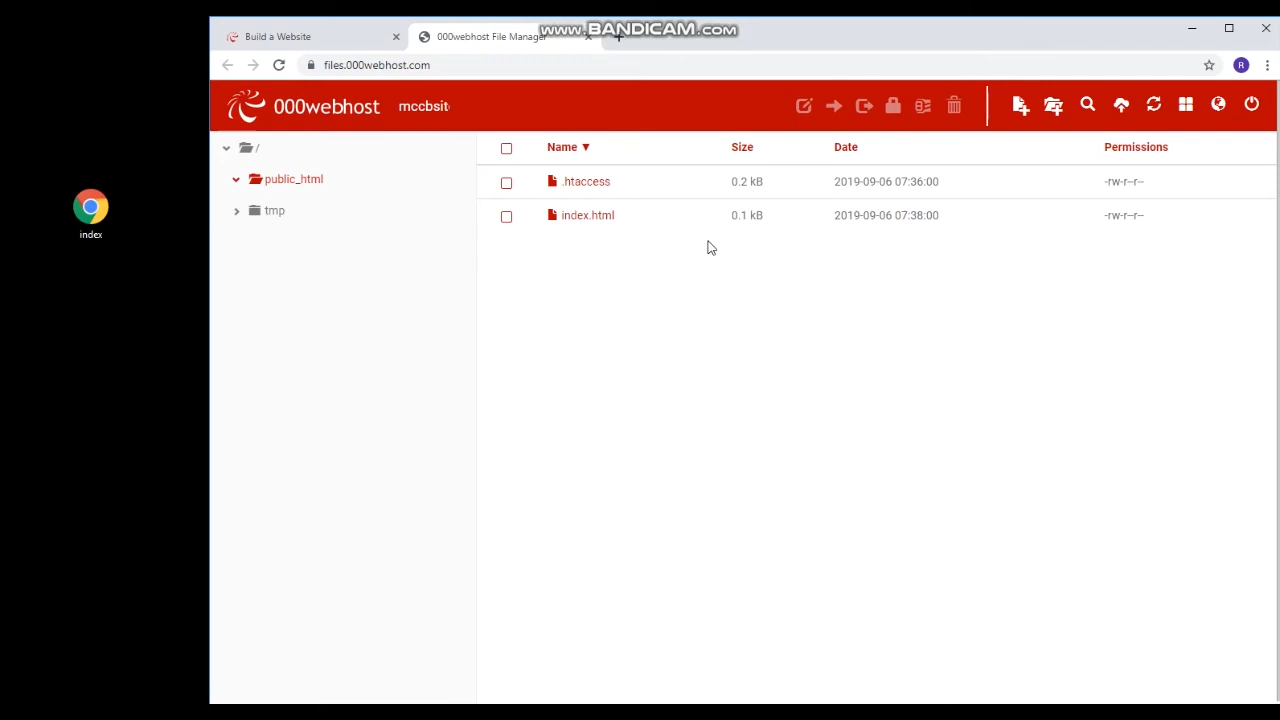 www.BANDICAM.com
Build a Website
000webhost File Manager
files.000webhost.com
R
000webhost
mccbsite
/
public_html
tmp
Name ▼ Size Date Permissions
.htaccess 0.2 kB 2019-09-06 07:36:00 -rw-r--r--
index.html 0.1 kB 2019-09-06 07:38:00 -rw-r--r--
index